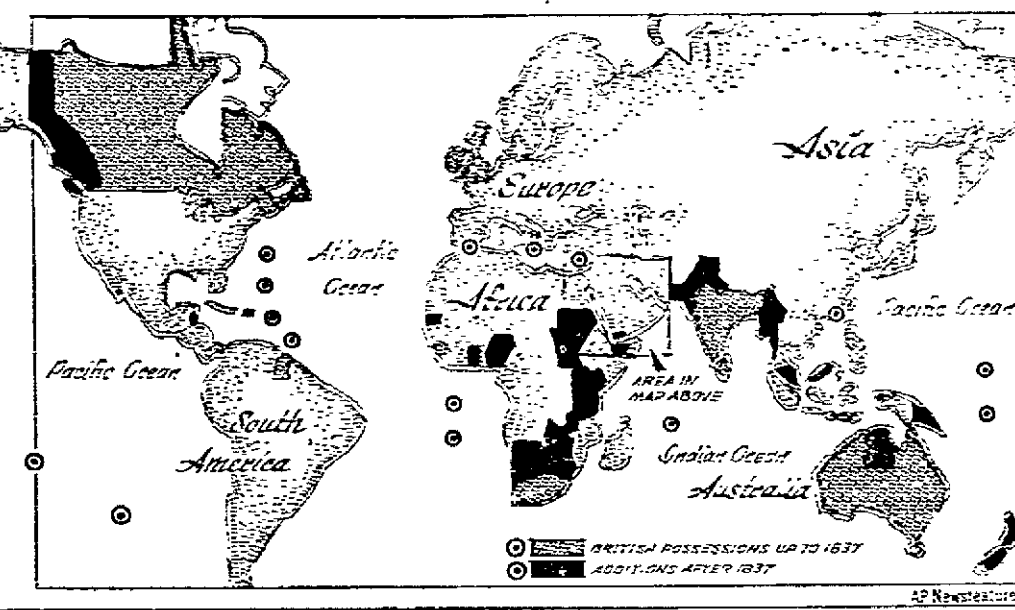 Asia
Europe
Atlantic
Ocean
Africa
Pacific Ocean
Pacific Ocean
AREA IN
MAP ABOVE
South
America
Indian Ocean
Australia
BRITISH POSSESSIONS UP TO 1837
ADDITIONS AFTER 1837
AP Newsfeature